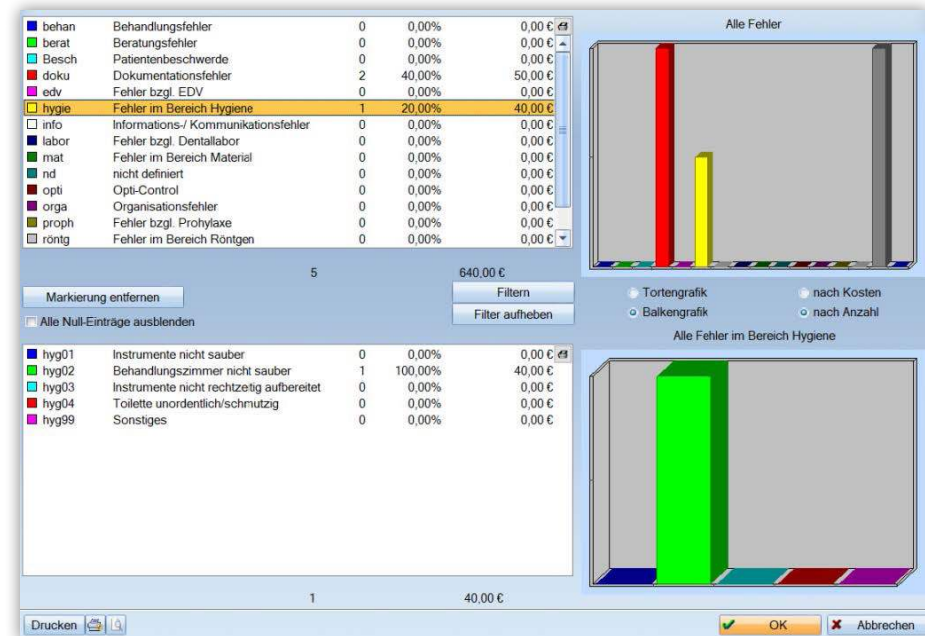 Alle Fehler
behan Behandlungsfehler 0 0,00% 0,00 €
berat Beratungsfehler 0 0,00% 0,00 €
Besch Patientenbeschwerde 0 0,00% 0,00 €
doku Dokumentationsfehler 2 40,00% 50,00 €
edv Fehler bzgl. EDV 0 0,00% 0,00 €
hygie Fehler im Bereich Hygiene 1 20,00% 40,00 €
info Informations-/ Kommunikationsfehler 0 0,00% 0,00 €
labor Fehler bzgl. Dentallabor 0 0,00% 0,00 €
mat Fehler im Bereich Material 0 0,00% 0,00 €
nd nicht definiert 0 0,00% 0,00 €
opti Opti-Control 0 0,00% 0,00 €
orga Organisationsfehler 0 0,00% 0,00 €
proph Fehler bzgl. Prohylaxe 0 0,00% 0,00 €
röntg Fehler im Bereich Röntgen 0 0,00% 0,00 €
5 640,00 €
Markierung entfernen
Filtern
Alle Null-Einträge ausblenden
Filter aufheben
Tortengrafik nach Kosten
Balkengrafik nach Anzahl
Alle Fehler im Bereich Hygiene
hyg01 Instrumente nicht sauber 0 0,00% 0,00 €
hyg02 Behandlungszimmer nicht sauber 1 100,00% 40,00 €
hyg03 Instrumente nicht rechtzeitig aufbereitet 0 0,00% 0,00 €
hyg04 Toilette unordentlich/schmutzig 0 0,00% 0,00 €
hyg99 Sonstiges 0 0,00% 0,00 €
1 40,00 €
Drucken OK Abbrechen